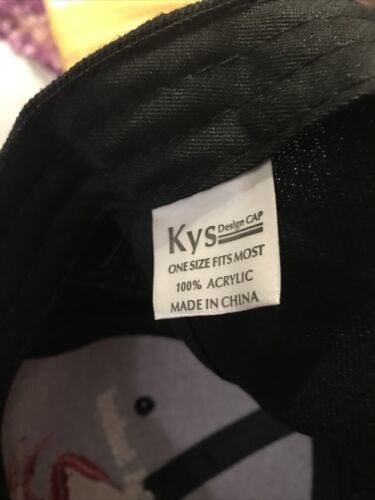 Kys Design CAP
ONE SIZE FITS MOST
100% ACRYLIC
MADE IN CHINA